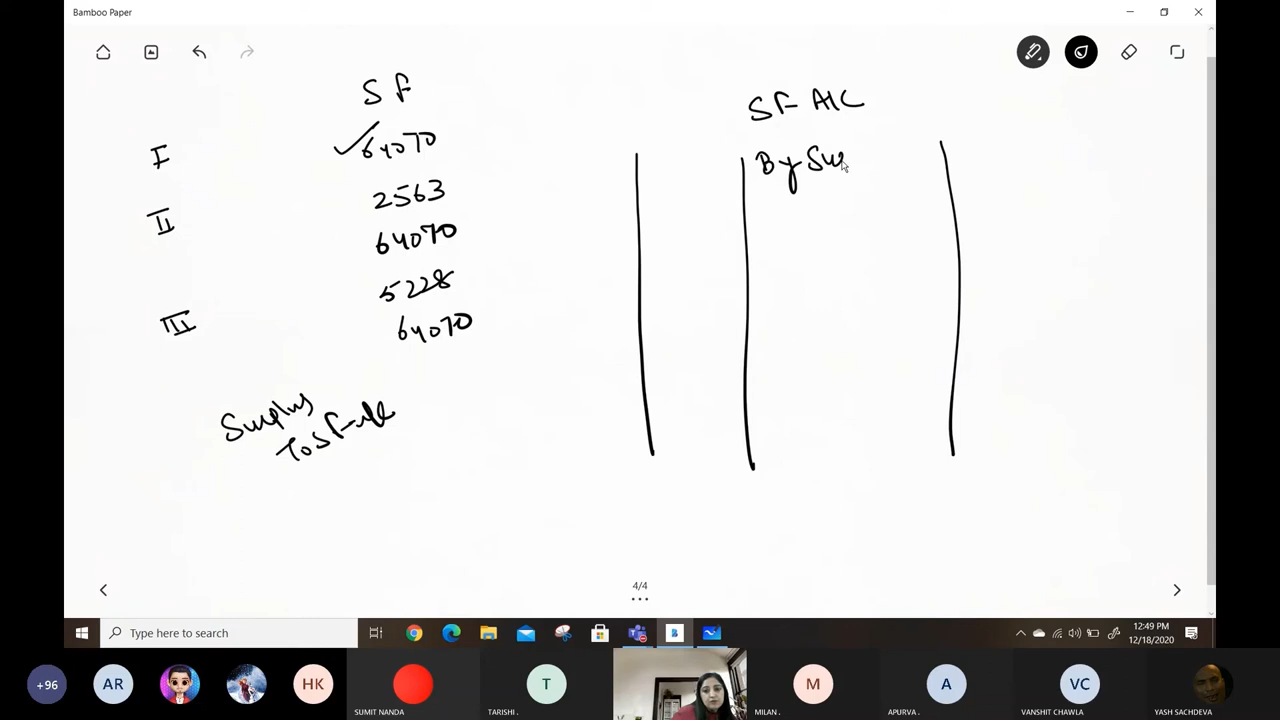 Bamboo Paper
SF
I 64070
2563
II
64070
5228
III 64070
Surplus
To SF
SF A/C
By Su
4/4
Type here to search
12:49 PM
12/18/2020
+96
AR
HK
T
M
A
VC
SUMIT NANDA
TARISHI .
MILAN .
APURVA .
VANSHIT CHAWLA
YASH SACHDEVA